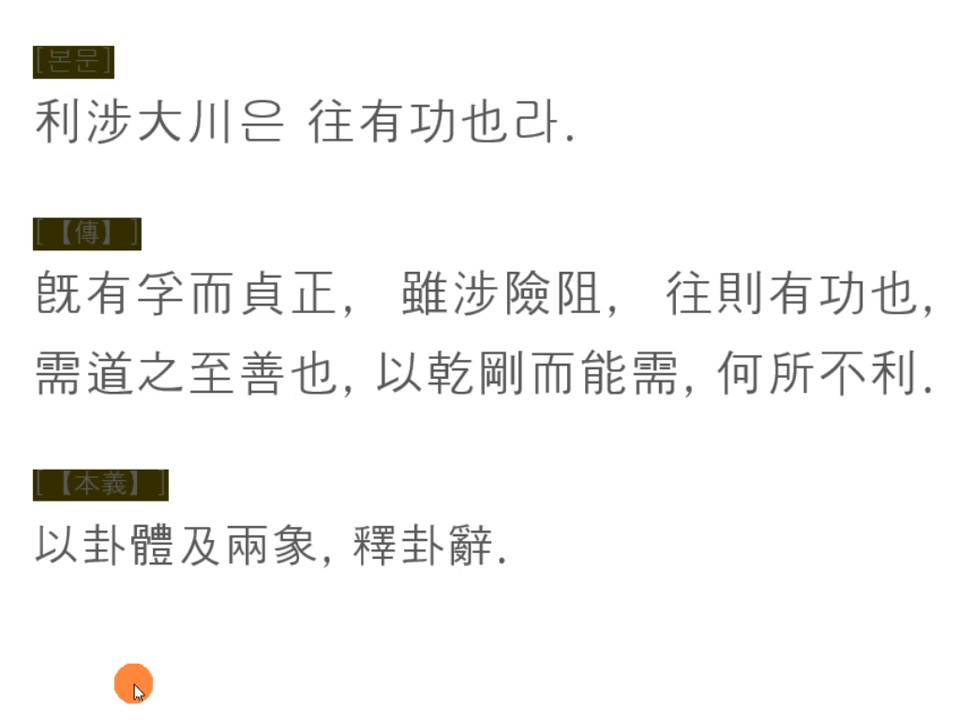 [본문]
利涉大川은 往有功也라.
[【傳】]
旣有孚而貞正, 雖涉險阻, 往則有功也,
需道之至善也, 以乾剛而能需, 何所不利.
[【本義】]
以卦體及兩象, 釋卦辭.